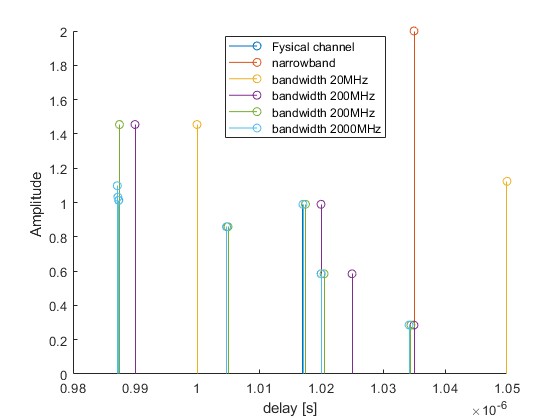 2
1.8
1.6
1.4
1.2
1
0.8
0.6
0.4
0.2
0
Amplitude
Fysical channel
narrowband
bandwidth 20MHz
bandwidth 200MHz
bandwidth 200MHz
bandwidth 2000MHz
0.98 0.99 1 1.01 1.02 1.03 1.04 1.05
delay [s]
×10⁻⁶